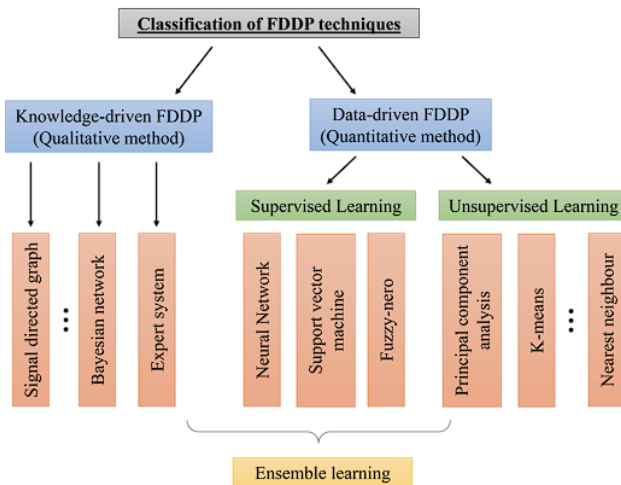 Classification of FDDP techniques
Knowledge-driven FDDP
(Qualitative method)
Data-driven FDDP
(Quantitative method)
Supervised Learning
Unsupervised Learning
Signal directed graph
Bayesian network
Expert system
Neural Network
Support vector
machine
Fuzzy-nero
Principal component
analysis
K-means
Nearest neighbour
Ensemble learning